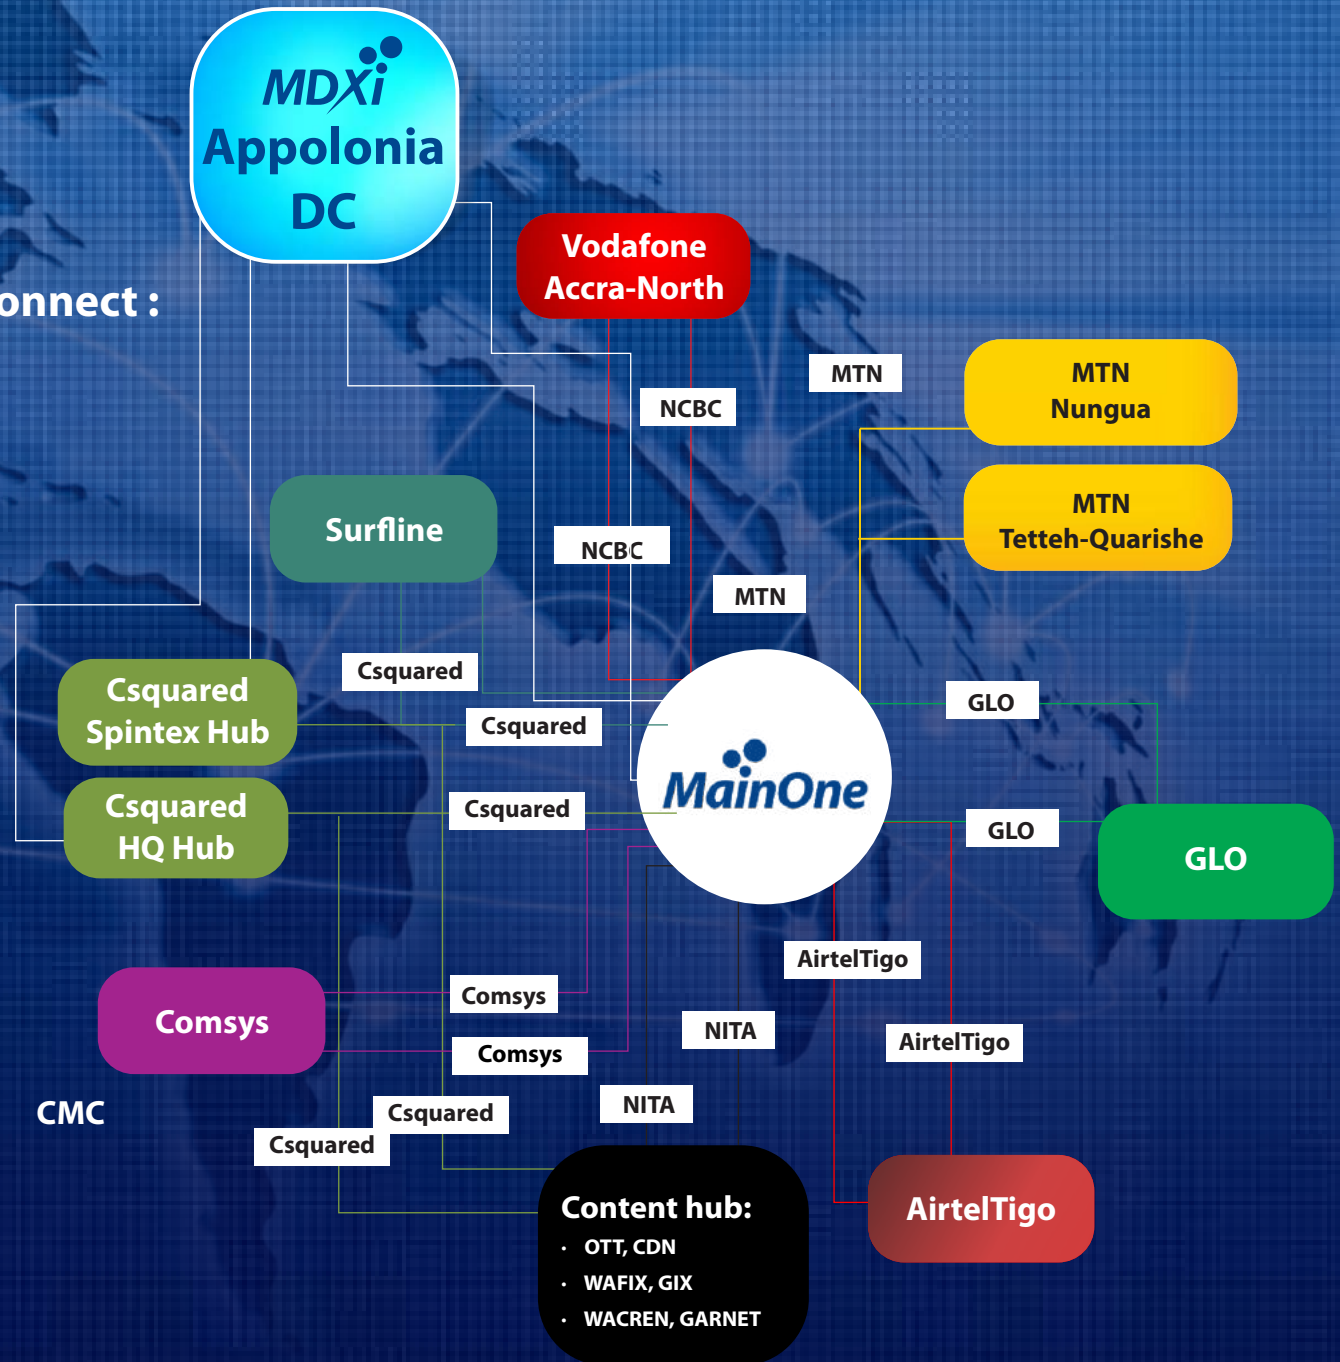 MDXi
Appolonia
DC
Vodafone
Accra-North
onnect :
MTN
MTN
Nungua
NCBC
MTN
Tetteh-Quarishe
Surfline
NCBC
MTN
Csquared
Csquared
Spintex Hub
GLO
Csquared
MainOne
Csquared
HQ Hub
Csquared
GLO
GLO
AirtelTigo
Comsys
Comsys
NITA
AirtelTigo
Comsys
CMC
Csquared
NITA
Csquared
Content hub:
• OTT, CDN
• WAFIX, GIX
• WACREN, GARNET
AirtelTigo